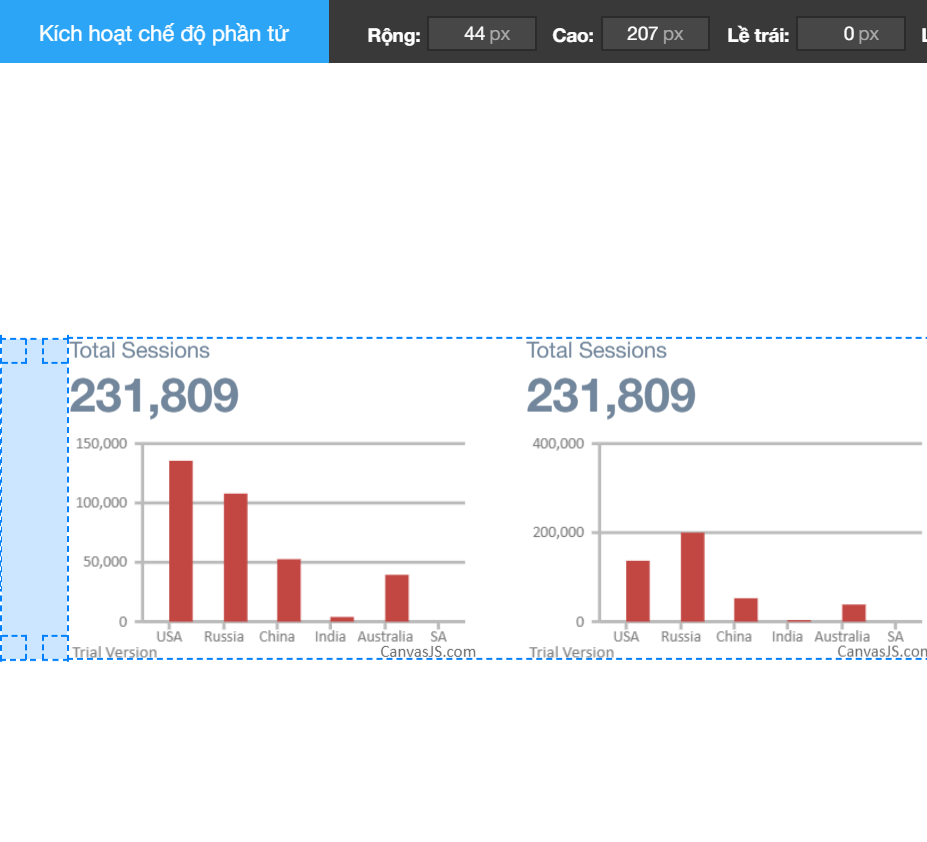 Kích hoạt chế độ phần tử
Rộng: 44 px Cao: 207 px Lề trái: 0 px
Total Sessions
231,809
150,000
100,000
50,000
0
USA Russia China India Australia SA
Trial Version CanvasJS.com
Total Sessions
231,809
400,000
200,000
0
USA Russia China India Australia SA
Trial Version CanvasJS.com